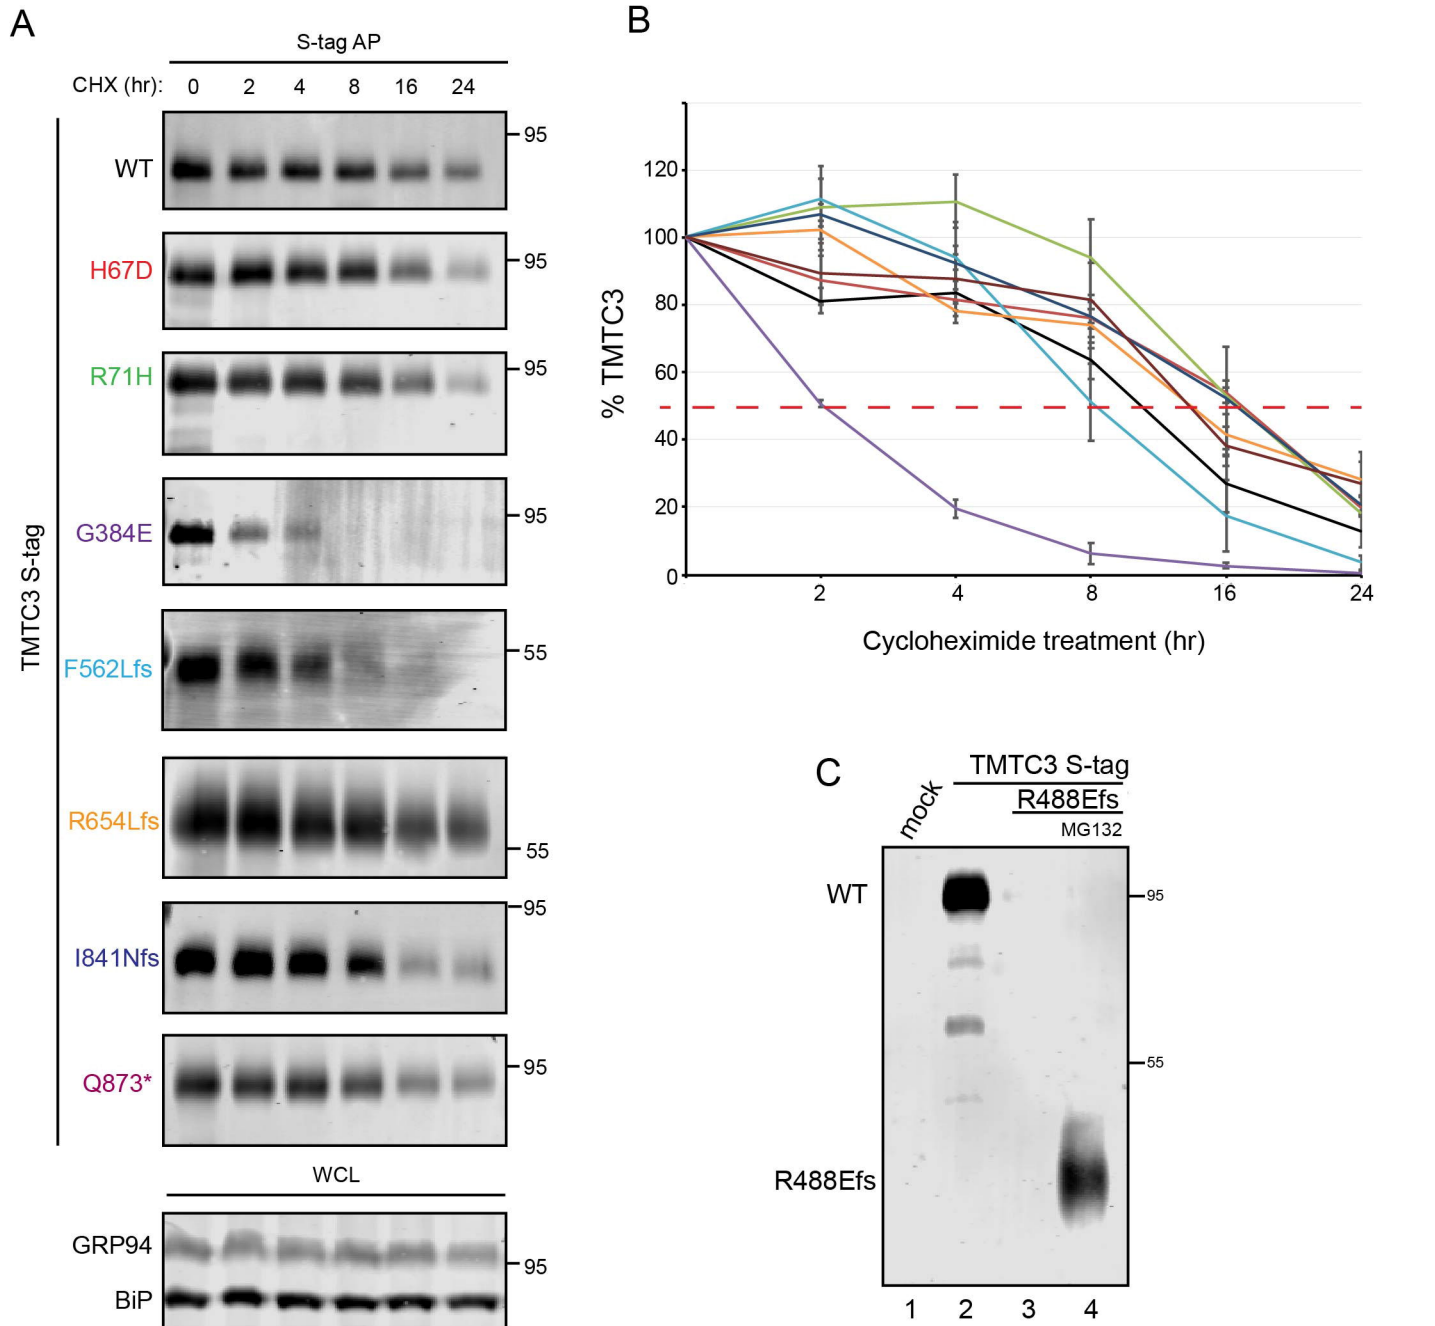 A
S-tag AP
CHX (hr): 0 2 4 8 16 24
TMTC3 S-tag
WT
95
H67D
95
R71H
95
G384E
95
F562Lfs
55
R654Lfs
55
I841Nfs
95
Q873*
95
WCL
GRP94
95
BiP
B
% TMTC3
120
100
80
60
40
20
0
2 4 8 16 24
Cycloheximide treatment (hr)
C
TMTC3 S-tag
mock
R488Efs
MG132
WT
95
55
R488Efs
1 2 3 4